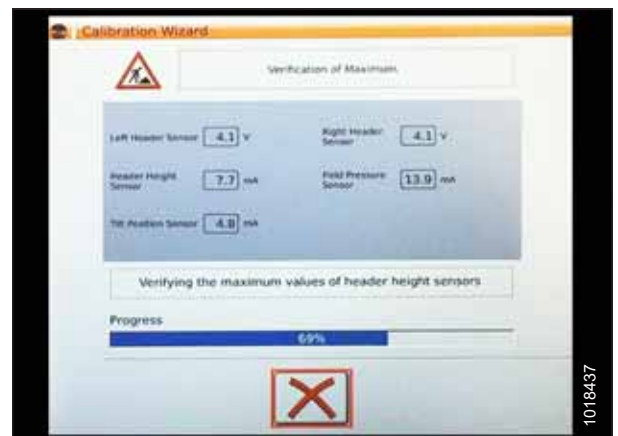 Calibration Wizard
Verification of Maximum
Left Header Sensor 4.1 V
Right Header Sensor 4.1 V
Header Height Sensor 7.7 mA
Field Pressure Sensor 13.9 mA
Tilt Position Sensor 4.8 mA
Verifying the maximum values of header height sensors
Progress
69%
1018437